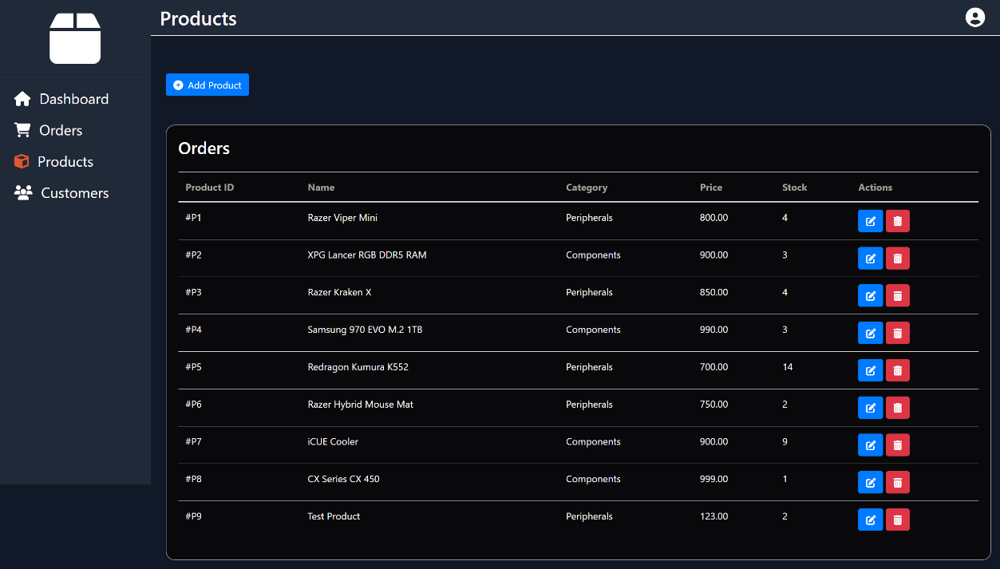 Products
Dashboard
Orders
Products
Customers
Add Product
Orders
Product ID Name Category Price Stock Actions
#P1 Razer Viper Mini Peripherals 800.00 4
#P2 XPG Lancer RGB DDR5 RAM Components 900.00 3
#P3 Razer Kraken X Peripherals 850.00 4
#P4 Samsung 970 EVO M.2 1TB Components 990.00 3
#P5 Redragon Kumura K552 Peripherals 700.00 14
#P6 Razer Hybrid Mouse Mat Peripherals 750.00 2
#P7 iCUE Cooler Components 900.00 9
#P8 CX Series CX 450 Components 999.00 1
#P9 Test Product Peripherals 123.00 2